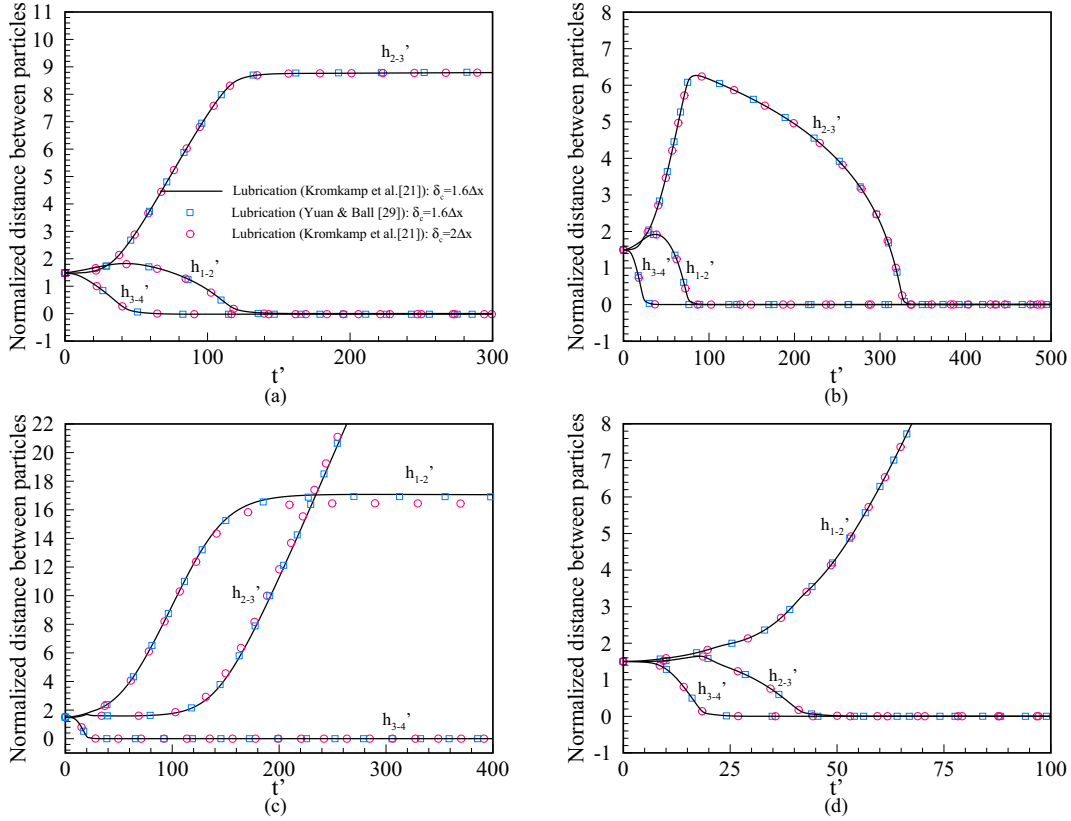 Normalized distance between particles
11
10
9
8
7
6
5
4
3
2
1
0
-1
h2-3'
Lubrication (Kromkamp et al.[21]): δc=1.6Δx
Lubrication (Yuan & Ball [29]): δc=1.6Δx
Lubrication (Kromkamp et al.[21]): δc=2Δx
h1-2'
h3-4'
0 100 200 300
t'
(a)
Normalized distance between particles
8
7
6
5
4
3
2
1
0
-1
h2-3'
h3-4'
h1-2'
0 100 200 300 400 500
t'
(b)
Normalized distance between particles
22
20
18
16
14
12
10
8
6
4
2
0
h1-2'
h2-3'
h3-4'
0 100 200 300 400
t'
(c)
Normalized distance between particles
8
7
6
5
4
3
2
1
0
-1
h1-2'
h2-3'
h3-4'
0 25 50 75 100
t'
(d)